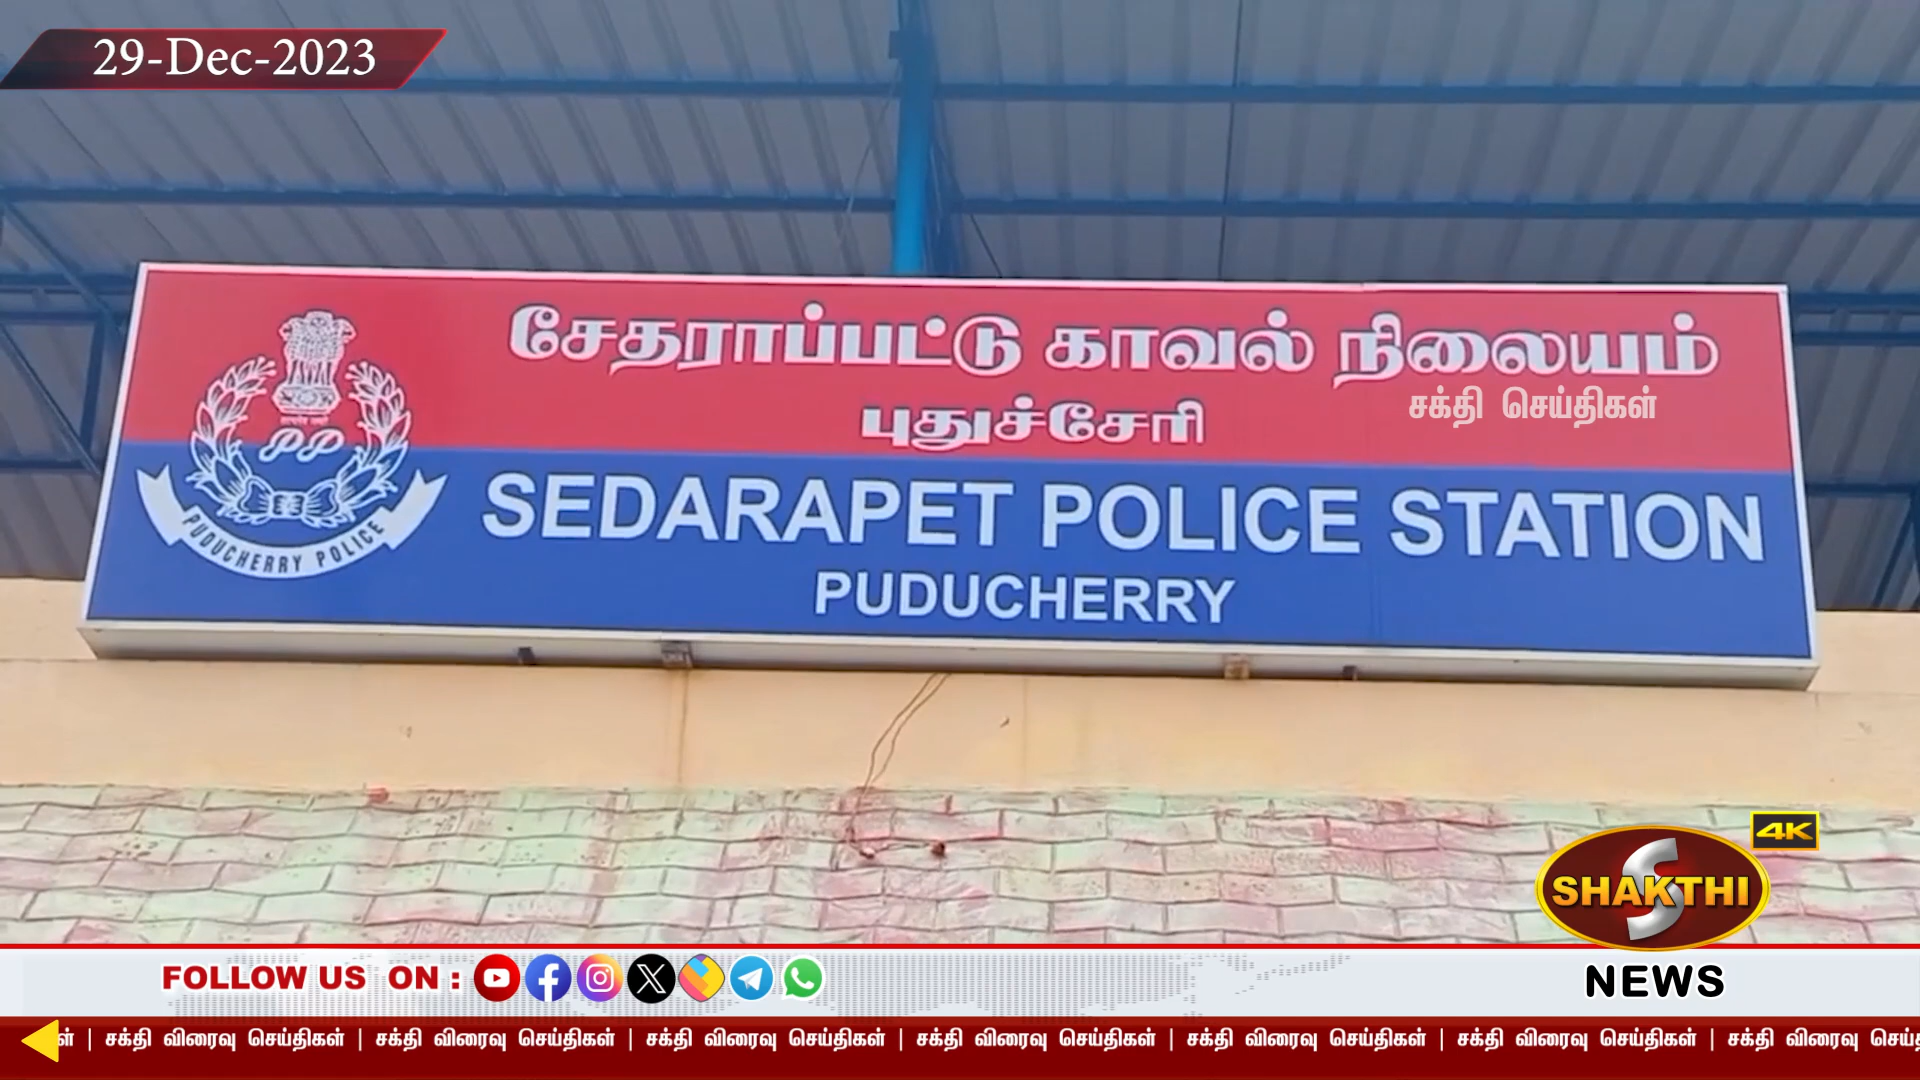 29-Dec-2023
சேதராப்பட்டு காவல் நிலையம்
சக்தி செய்திகள்
புதுச்சேரி
PP
SEDARAPET POLICE STATION
PUDUCHERRY POLICE
PUDUCHERRY
4K
S
SHAKTHI
FOLLOW US ON :
NEWS
| சக்தி விரைவு செய்திகள் | சக்தி விரைவு செய்திகள் | சக்தி விரைவு செய்திகள் | சக்தி விரைவு செய்திகள் | சக்தி விரைவு செய்திகள் | சக்தி விரைவு செய்திகள் | சக்தி விரைவு